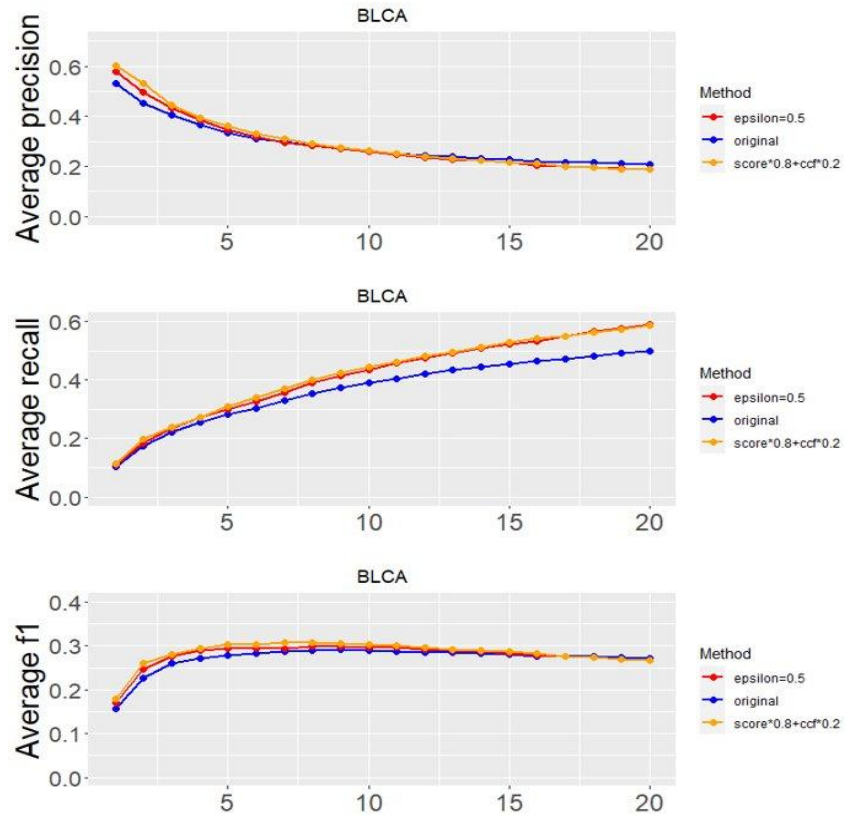 BLCA
Average precision
0.6
0.4
0.2
0.0
5 10 15 20
Method
epsilon=0.5
original
score*0.8+ccf*0.2
BLCA
Average recall
0.6
0.4
0.2
0.0
5 10 15 20
Method
epsilon=0.5
original
score*0.8+ccf*0.2
BLCA
Average f1
0.4
0.3
0.2
0.1
0.0
5 10 15 20
Method
epsilon=0.5
original
score*0.8+ccf*0.2